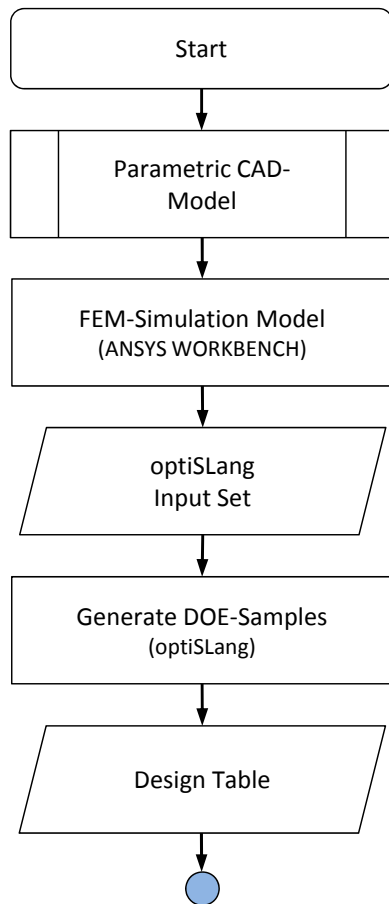 Start
Parametric CAD-
Model
FEM-Simulation Model
(ANSYS WORKBENCH)
optiSLang
Input Set
Generate DOE-Samples
(optiSLang)
Design Table